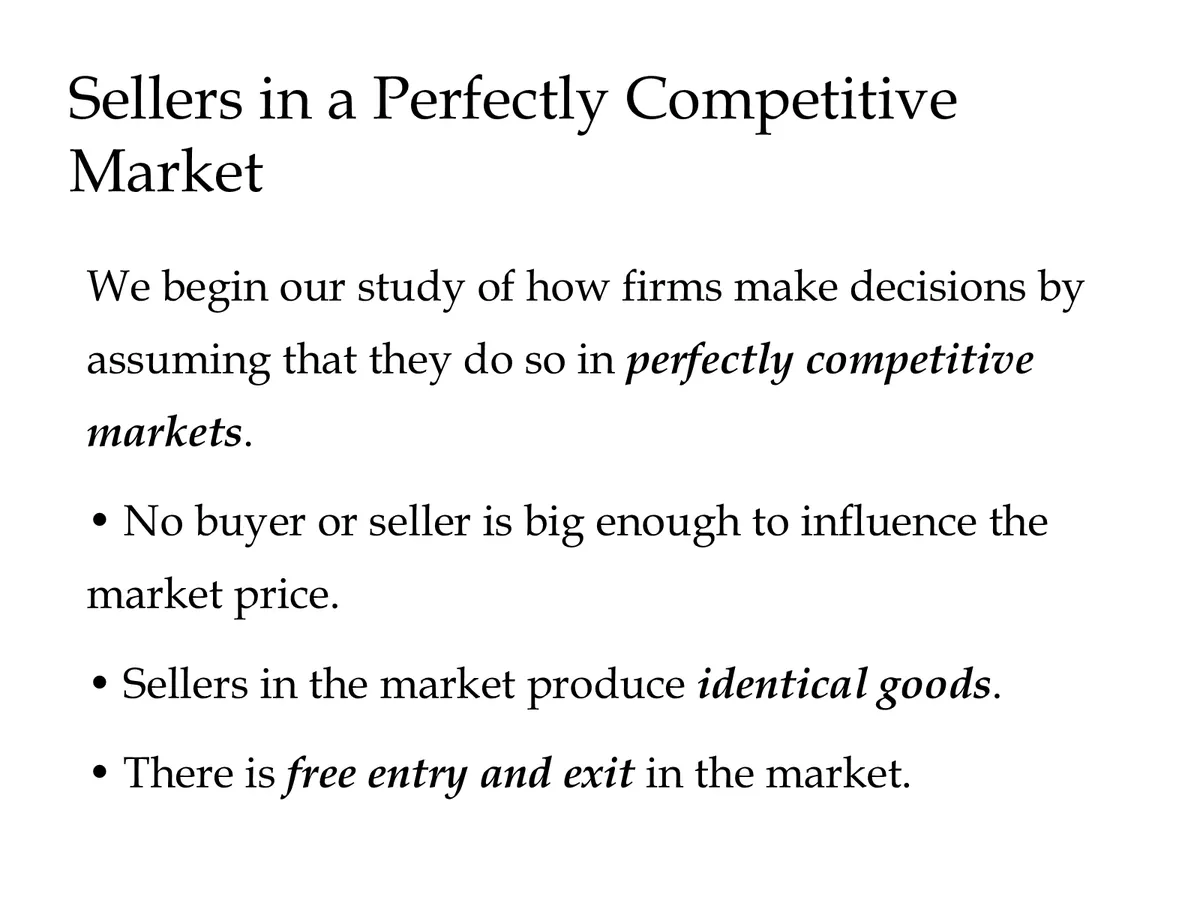 Sellers in a Perfectly Competitive
Market
We begin our study of how firms make decisions by
assuming that they do so in perfectly competitive
markets.
• No buyer or seller is big enough to influence the
market price.
• Sellers in the market produce identical goods.
• There is free entry and exit in the market.